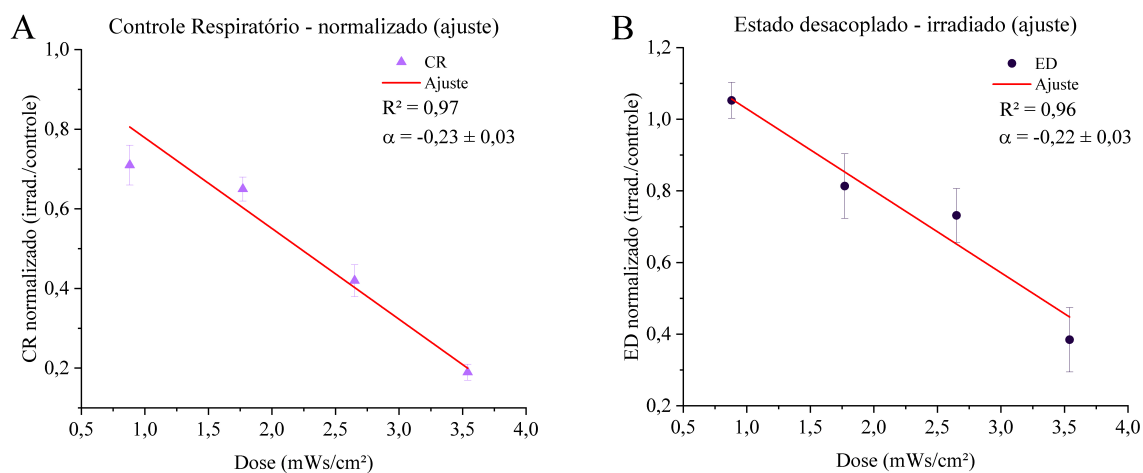 A
Controle Respiratório - normalizado (ajuste)
CR normalizado (irrad./controle)
1,0
0,8
0,6
0,4
0,2
CR
Ajuste
R² = 0,97
α = -0,23 ± 0,03
0,5 1,0 1,5 2,0 2,5 3,0 3,5 4,0
Dose (mWs/cm²)
B
Estado desacoplado - irradiado (ajuste)
ED normalizado (irrad./controle)
1,2
1,0
0,8
0,6
0,4
0,2
ED
Ajuste
R² = 0,96
α = -0,22 ± 0,03
0,5 1,0 1,5 2,0 2,5 3,0 3,5 4,0
Dose (mWs/cm²)